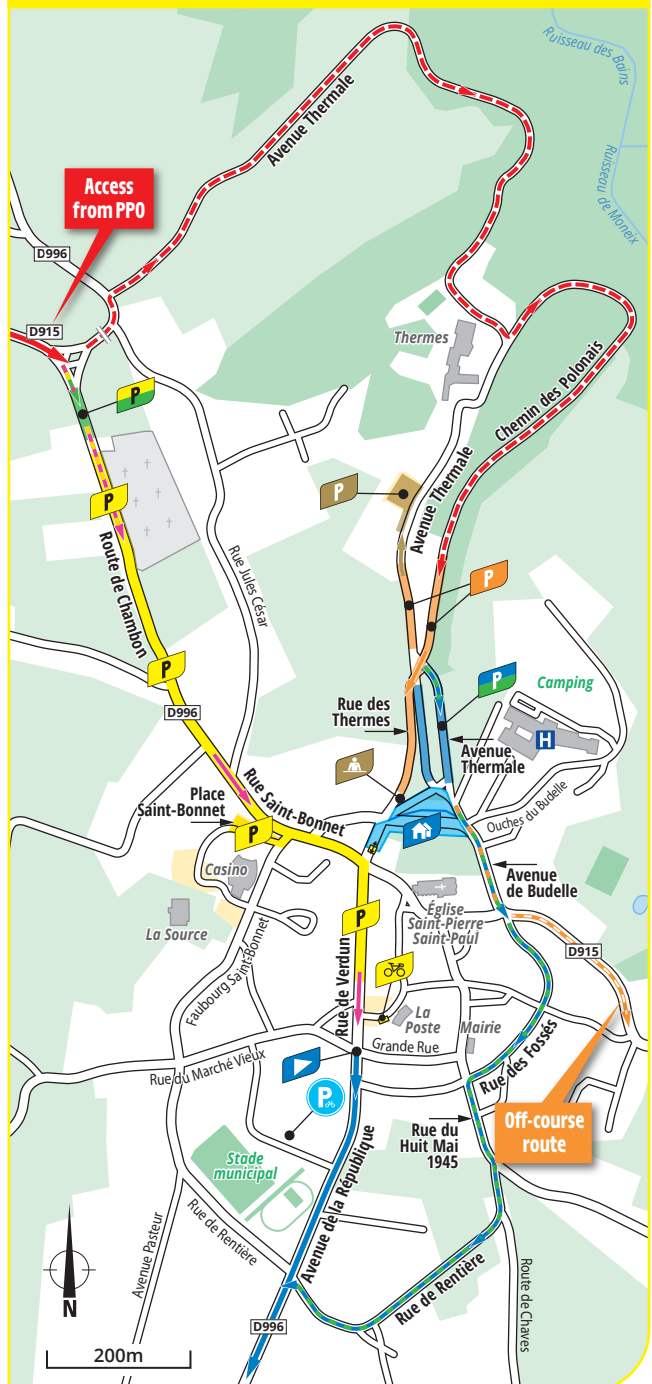 Ruisseau des Bains
Avenue Thermale
Ruisseau de Moneix
Access
from PPO
D996
D915
Thermes
Chemin des Polonais
P
P
P
Avenue Thermale
Route de Chambon
Rue Jules César
P
P
P
Camping
D996
Rue des
Thermes
H
Avenue
Thermale
Place
Saint-Bonnet
Rue Saint-Bonnet
P
Ouches du Budelle
Casino
Avenue
de Budelle
La Source
Faubourg Saint-Bonnet
P
Église
Saint-Pierre
Saint-Paul
D915
Rue de Verdun
La
Poste
Mairie
Grande Rue
Rue du Marché Vieux
Rue des Fossés
P
Off-course
route
Rue du
Huit Mai
1945
Stade
municipal
Avenue de la République
Avenue Pasteur
Rue de Rentière
Rue de Rentière
Route de Chaves
N
D996
200m